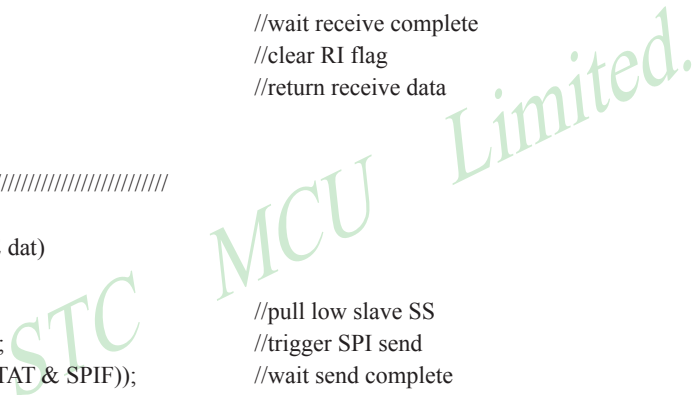 //wait receive complete
//clear RI flag
//return receive data
//////////////////////////
dat)
//pull low slave SS
; //trigger SPI send
TAT & SPIF)); //wait send complete
STC MCU Limited.